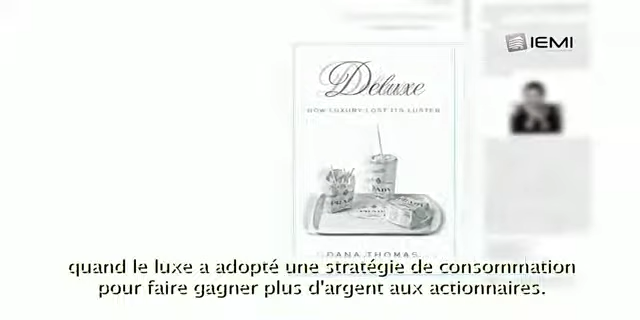 IEMI
Deluxe
HOW LUXURY LOST ITS LUSTER
PRADA
DANA THOMAS
quand le luxe a adopté une stratégie de consommation
pour faire gagner plus d'argent aux actionnaires.